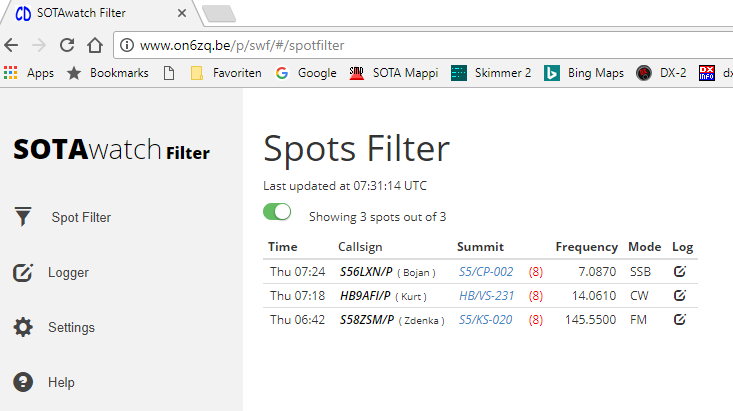 SOTAwatch Filter
www.on6zq.be/p/swf/#/spotfilter
Apps Bookmarks Favoriten Google SOTA Mappi Skimmer 2 Bing Maps DX-2 DX INFO dx
SOTAwatch Filter
Spot Filter
Logger
Settings
Help
Spots Filter
Last updated at 07:31:14 UTC
Showing 3 spots out of 3
Time Callsign Summit Frequency Mode Log
Thu 07:24 S56LXN/P ( Bojan ) S5/CP-002 (8) 7.0870 SSB
Thu 07:18 HB9AFI/P ( Kurt ) HB/VS-231 (8) 14.0610 CW
Thu 06:42 S58ZSM/P ( Zdenka ) S5/KS-020 (8) 145.5500 FM